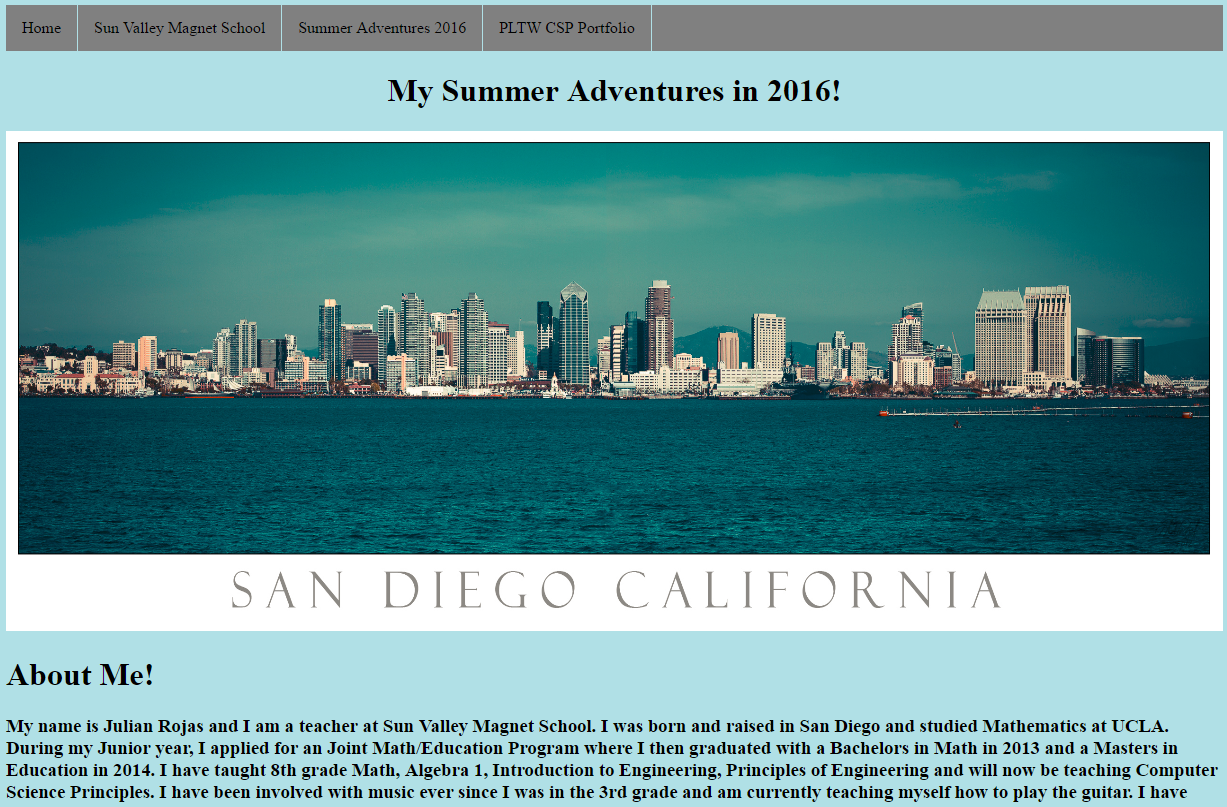 Home Sun Valley Magnet School Summer Adventures 2016 PLTW CSP Portfolio
My Summer Adventures in 2016!
SAN DIEGO CALIFORNIA
About Me!
My name is Julian Rojas and I am a teacher at Sun Valley Magnet School. I was born and raised in San Diego and studied Mathematics at UCLA.
During my Junior year, I applied for an Joint Math/Education Program where I then graduated with a Bachelors in Math in 2013 and a Masters in
Education in 2014. I have taught 8th grade Math, Algebra 1, Introduction to Engineering, Principles of Engineering and will now be teaching Computer
Science Principles. I have been involved with music ever since I was in the 3rd grade and am currently teaching myself how to play the guitar. I have